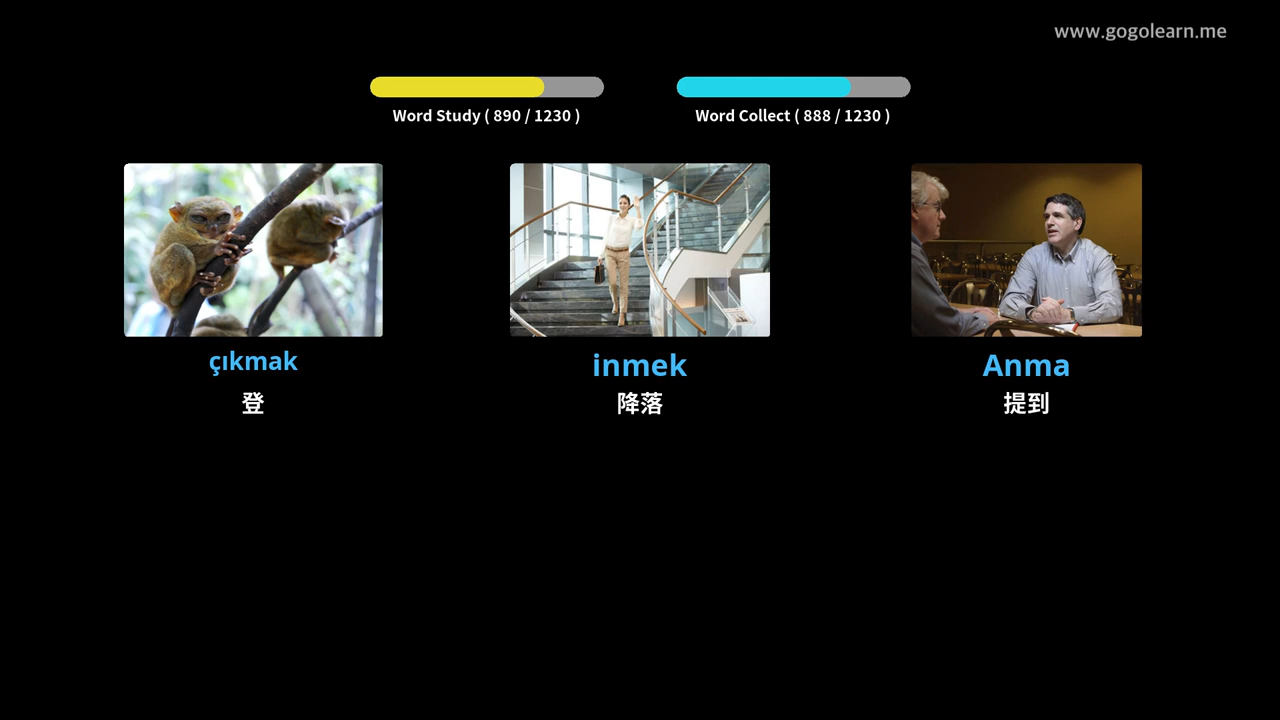 www.gogolearn.me
Word Study ( 890 / 1230 )
Word Collect ( 888 / 1230 )
çıkmak
登
inmek
降落
Anma
提到